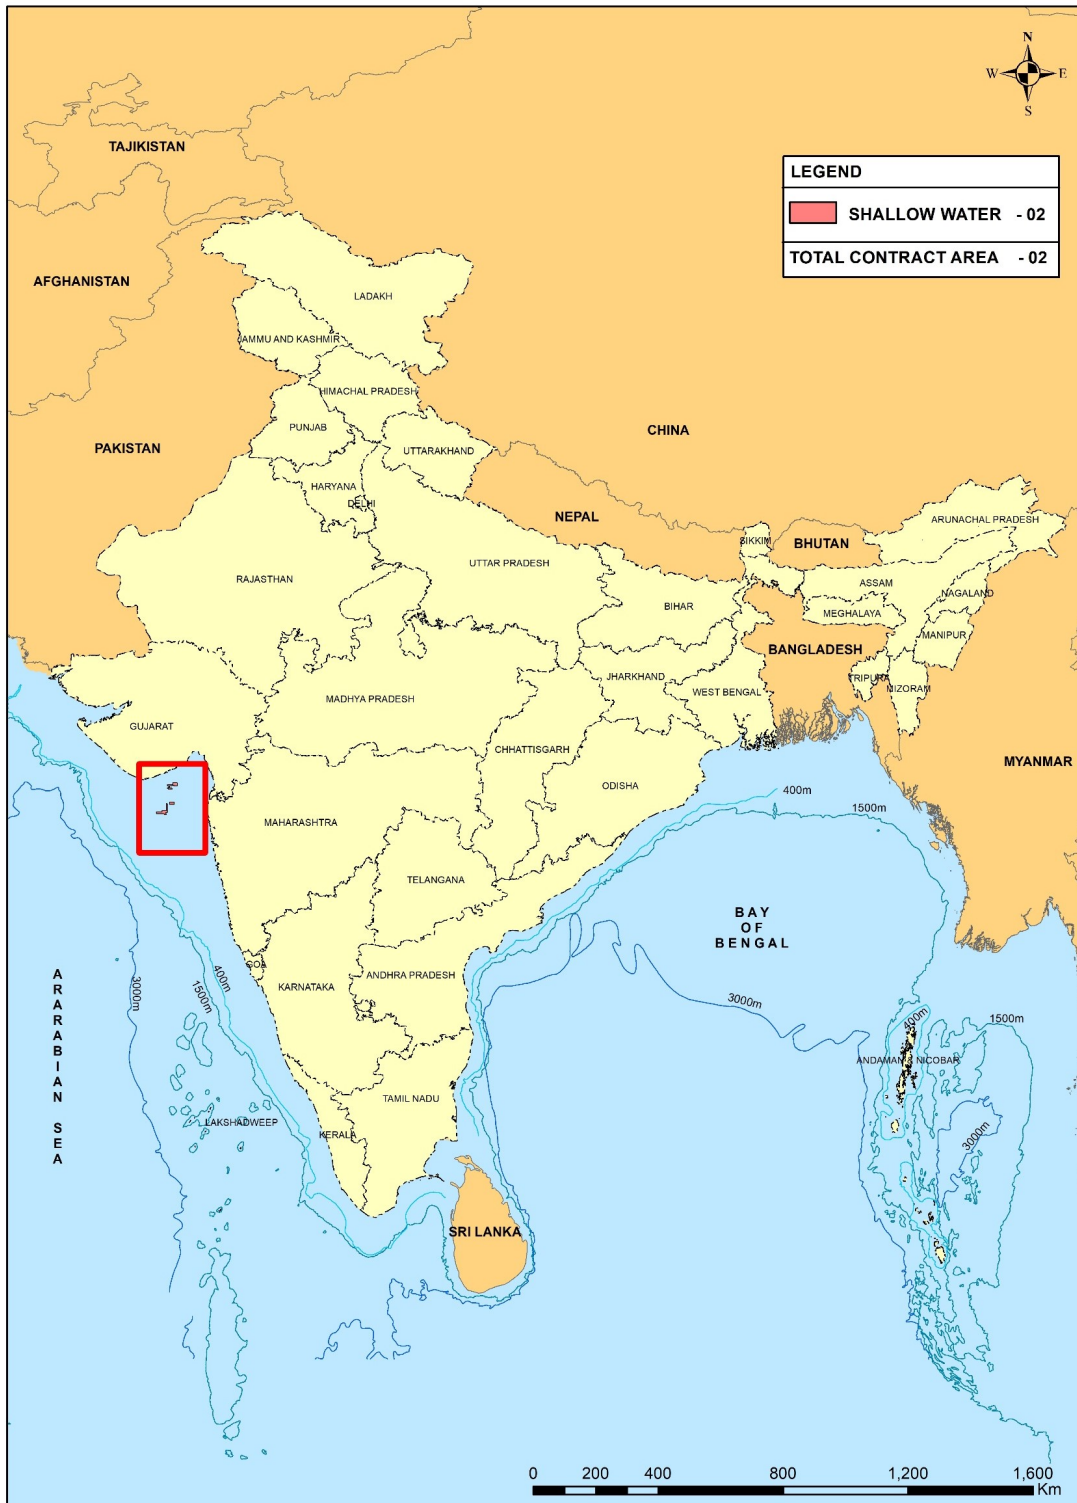 N
W E
S
LEGEND
SHALLOW WATER - 02
TOTAL CONTRACT AREA - 02
TAJIKISTAN
AFGHANISTAN
LADAKH
AMMU AND KASHMIR
HIMACHAL PRADESH
PUNJAB
CHINA
PAKISTAN
UTTARAKHAND
HARYANA
DELHI
NEPAL
ARUNACHAL PRADESH
SIKKIM
BHUTAN
UTTAR PRADESH
RAJASTHAN
ASSAM
NAGALAND
BIHAR
MEGHALAYA
MANIPUR
BANGLADESH
JHARKHAND
TRIPURA
MIZORAM
WEST BENGAL
MADHYA PRADESH
GUJARAT
CHHATTISGARH
MYANMAR
ODISHA
400m
1500m
MAHARASHTRA
TELANGANA
BAY
OF
BENGAL
GOA
ANDHRA PRADESH
KARNATAKA
400m
1500m
3000m
3000m
ARARABIAN SEA
400m
1500m
ANDAMAN & NICOBAR
TAMIL NADU
LAKSHADWEEP
KERALA
3000m
SRI LANKA
0 200 400 800 1,200 1,600
Km